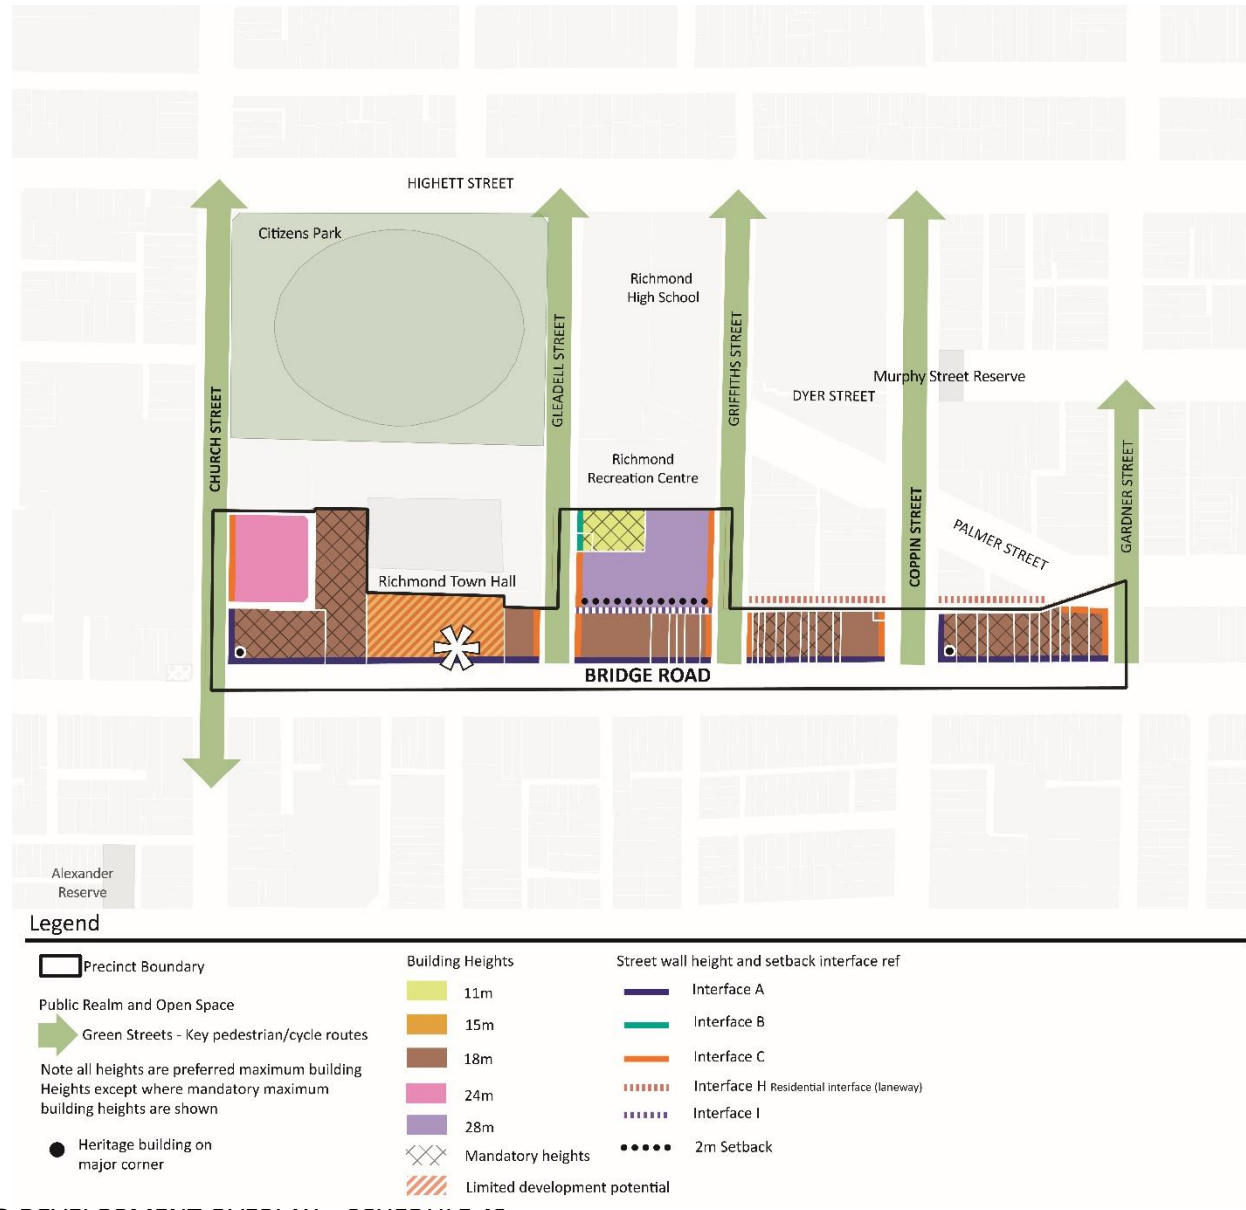 HIGHETT STREET
Citizens Park
Richmond
High School
CHURCH STREET
GLEADELL STREET
GRIFFITHS STREET
COPPIN STREET
GARDNER STREET
Murphy Street Reserve
DYER STREET
Richmond
Recreation Centre
PALMER STREET
Richmond Town Hall
BRIDGE ROAD
Alexander
Reserve
Legend
Precinct Boundary
Public Realm and Open Space
Green Streets - Key pedestrian/cycle routes
Note all heights are preferred maximum building
Heights except where mandatory maximum
building heights are shown
Heritage building on
major corner
Building Heights
11m
15m
18m
24m
28m
Mandatory heights
Limited development potential
Street wall height and setback interface ref
Interface A
Interface B
Interface C
Interface H Residential interface (laneway)
Interface I
2m Setback